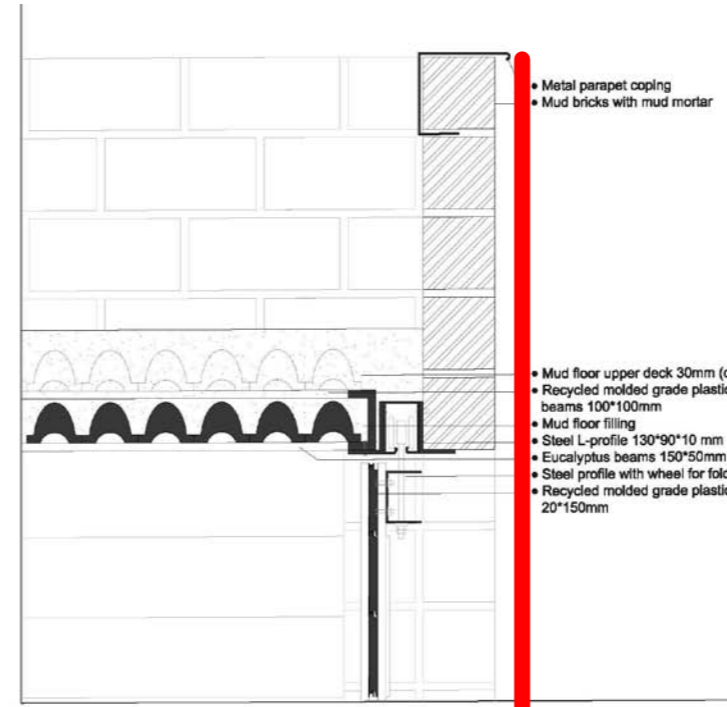 • Metal parapet coping
• Mud bricks with mud mortar
• Mud floor upper deck 30mm
• Recycled molded grade plastic
beams 100*100mm
• Mud floor filling
• Steel L-profile 130*90*10 mm
• Eucalyptus beams 150*50mm
• Steel profile with wheel for
• Recycled molded grade plastic
20*150mm